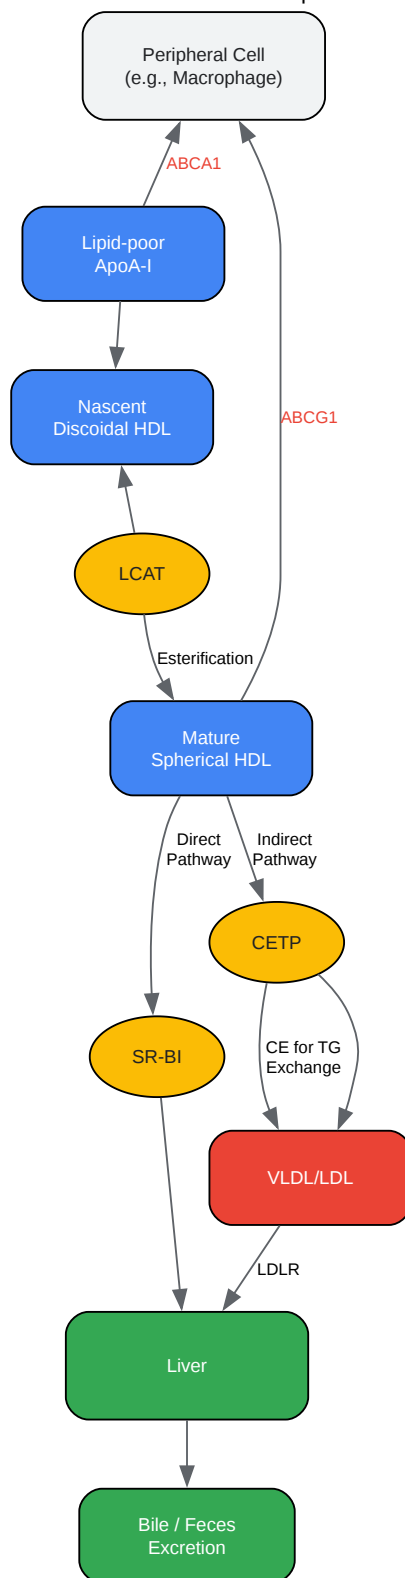 Peripheral Cell
(e.g., Macrophage)
ABCA1
Lipid-poor
ApoA-I
Nascent
Discoidal HDL
ABCG1
LCAT
Esterification
Mature
Spherical HDL
Direct
Pathway
Indirect
Pathway
CETP
CE for TG
Exchange
SR-BI
VLDL/LDL
LDLR
Liver
Bile / Feces
Excretion